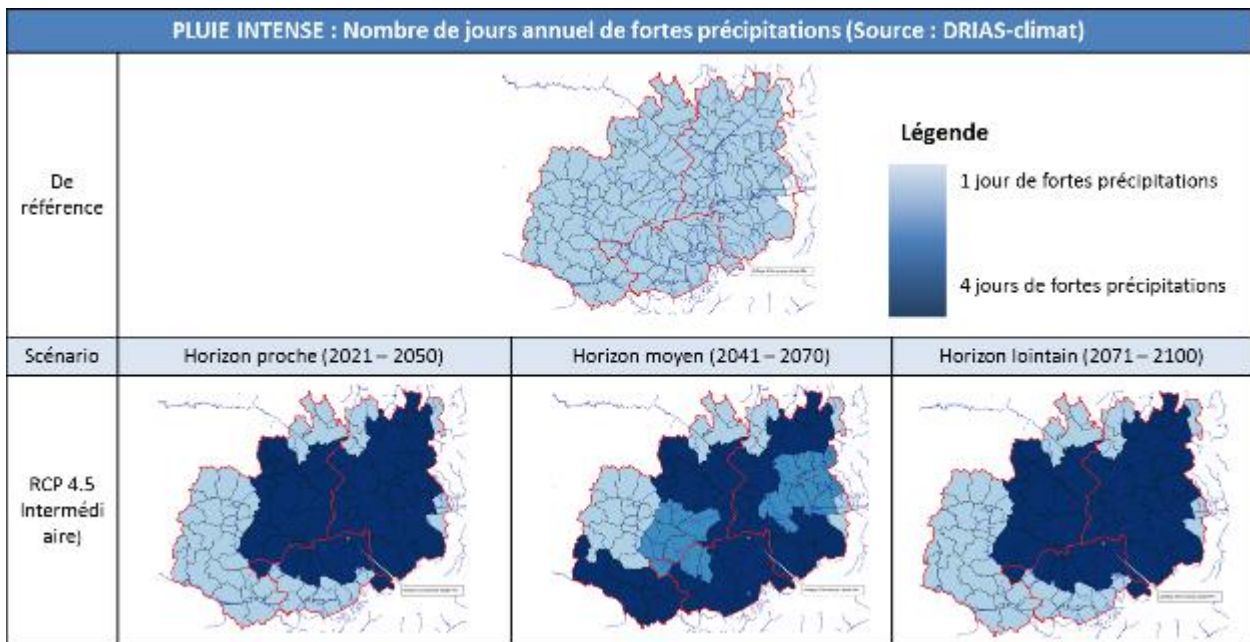 PLUIE INTENSE : Nombre de jours annuel de fortes précipitations (Source : DRIAS-climat)
De
référence
Légende
1 jour de fortes précipitations
4 jours de fortes précipitations
Scénario
Horizon proche (2021 – 2050)
Horizon moyen (2041 – 2070)
Horizon lointain (2071 – 2100)
RCP 4.5
Intermédi
aire)